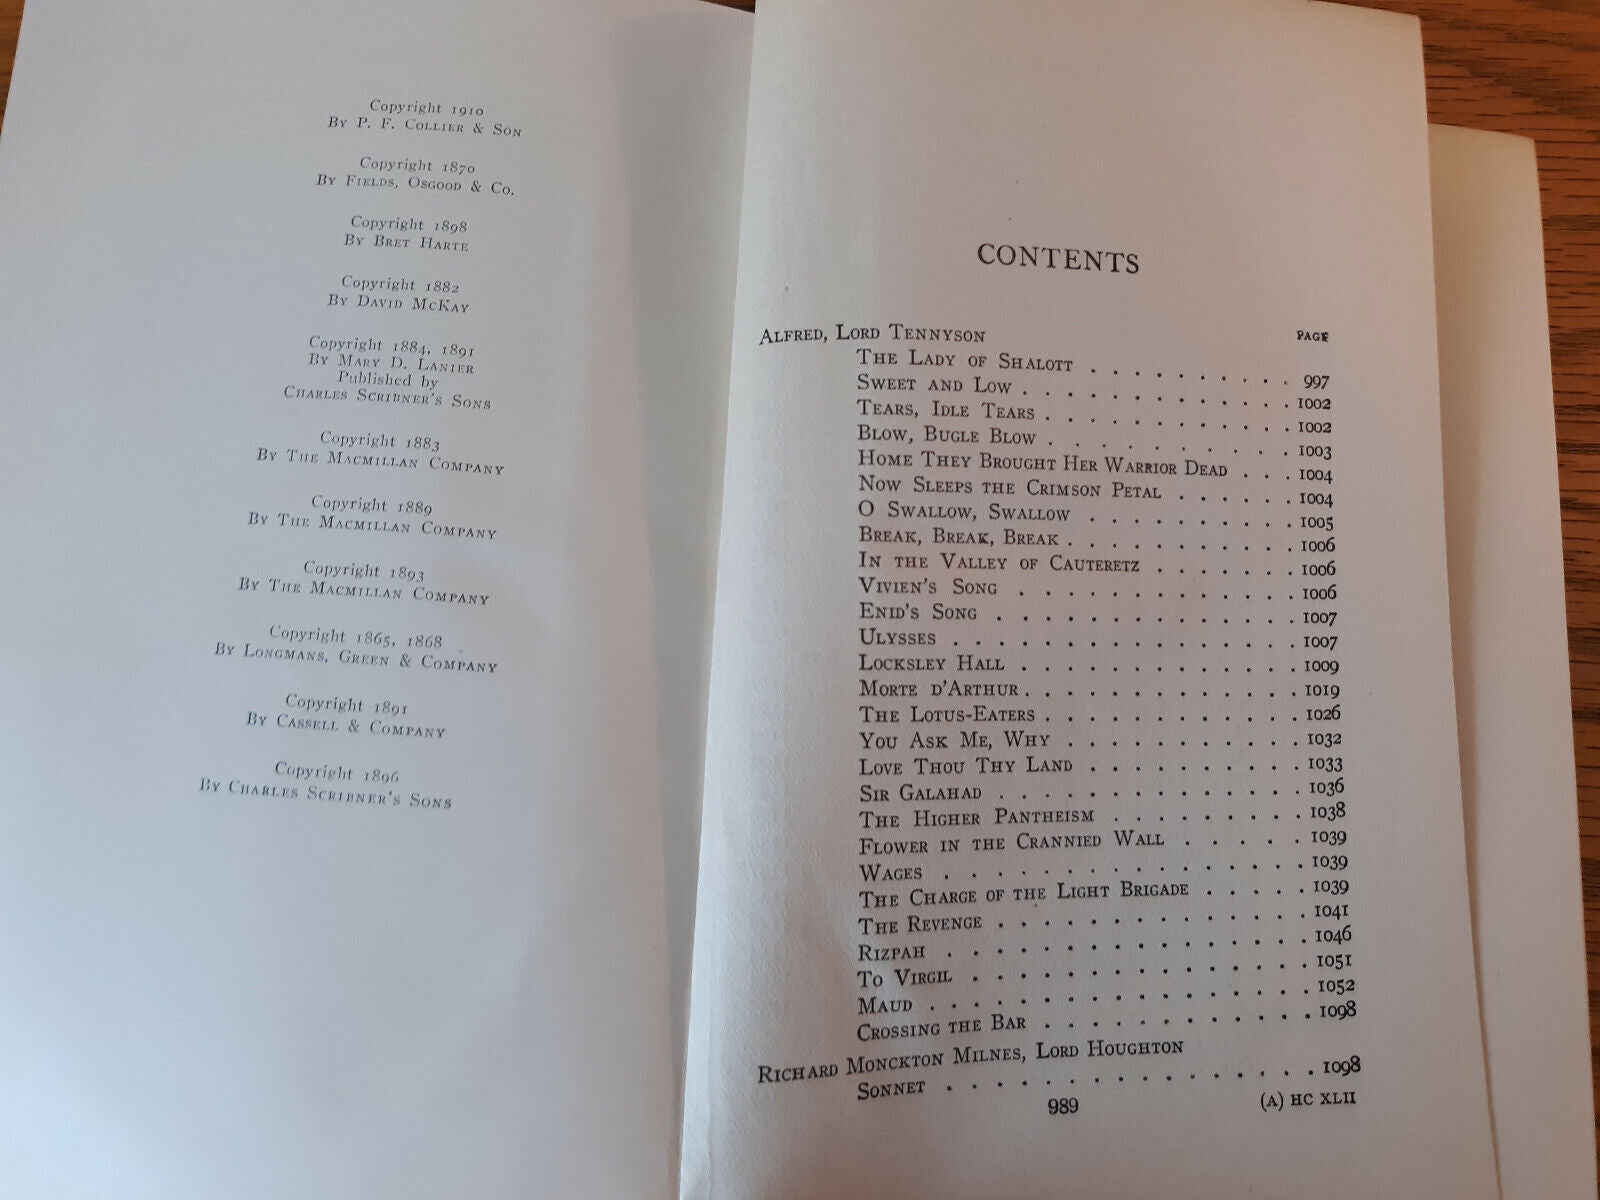 Copyright 1910
By P. F. Collier & Son
Copyright 1870
By Fields, Osgood & Co.
Copyright 1898
By Bret Harte
Copyright 1882
By David McKay
Copyright 1884, 1891
By Mary D. Lanier
Published by
Charles Scribner's Sons
Copyright 1883
By The Macmillan Company
Copyright 1889
By The Macmillan Company
Copyright 1893
By The Macmillan Company
Copyright 1865, 1868
By Longmans, Green & Company
Copyright 1891
By Cassell & Company
Copyright 1896
By Charles Scribner's Sons
CONTENTS
Alfred, Lord Tennyson PAGE
The Lady of Shalott . . . . . . . . . 997
Sweet and Low . . . . . . . . . . . . 1002
Tears, Idle Tears . . . . . . . . . . . 1002
Blow, Bugle Blow . . . . . . . . . . 1003
Home They Brought Her Warrior Dead . . . 1004
Now Sleeps the Crimson Petal . . . . . . 1004
O Swallow, Swallow . . . . . . . . . 1005
Break, Break, Break . . . . . . . . . . 1006
In the Valley of Cauteretz . . . . . . 1006
Vivien's Song . . . . . . . . . . . . 1006
Enid's Song . . . . . . . . . . . . . 1007
Ulysses . . . . . . . . . . . . . . . 1007
Locksley Hall . . . . . . . . . . . . 1009
Morte d'Arthur . . . . . . . . . . . . 1019
The Lotus-Eaters . . . . . . . . . . . 1026
You Ask Me, Why . . . . . . . . . . 1032
Love Thou Thy Land . . . . . . . . . 1033
Sir Galahad . . . . . . . . . . . . . 1036
The Higher Pantheism . . . . . . . . 1038
Flower in the Crannied Wall . . . . . 1039
Wages . . . . . . . . . . . . . . . 1039
The Charge of the Light Brigade . . . . . 1039
The Revenge . . . . . . . . . . . . . 1041
Rizpah . . . . . . . . . . . . . . . 1046
To Virgil . . . . . . . . . . . . . . 1051
Maud . . . . . . . . . . . . . . . . 1052
Crossing the Bar . . . . . . . . . . . 1098
Richard Monckton Milnes, Lord Houghton
Sonnet . . . . . . . . . . . . . . . 1098
989 (A) HC XLII